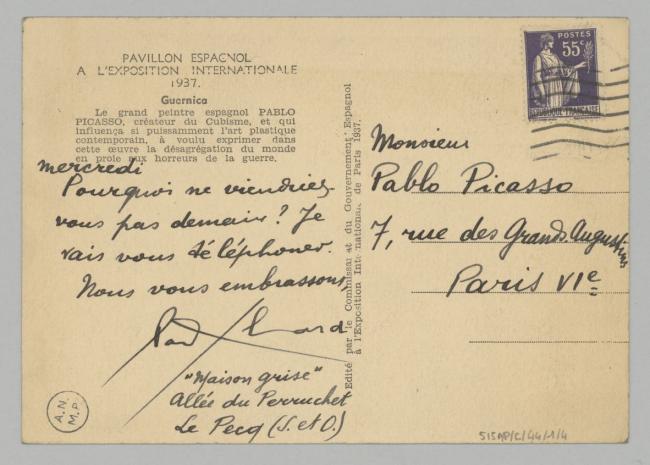 PAVILLON ESPAGNOL
A L'EXPOSITION INTERNATIONALE
1937.
Guernica
Le grand peintre espagnol PABLO
PICASSO, créateur du Cubisme, et qui
influença si puissamment l'art plastique
contemporain, à voulu exprimer dans
cette œuvre la désagrégation du monde
en proie aux horreurs de la guerre.
mercredi
Pourquoi ne viendriez
vous pas demain? Je
vais vous téléphoner.
Nous vous embrassons,
"Maison grise"
Allée du Perruchet
Le Pecq (S. et O.)
A.N.
M.P.
Edité par le Commissariat du Gouvernement Espagnol
à l'Exposition Internationale de Paris 1937.
POSTES
55c
REPUBLIQUE FRANÇAISE
Monsieur
Pablo Picasso
7, rue des Grands Augustins
Paris VIe
515AP/C/44/1/4